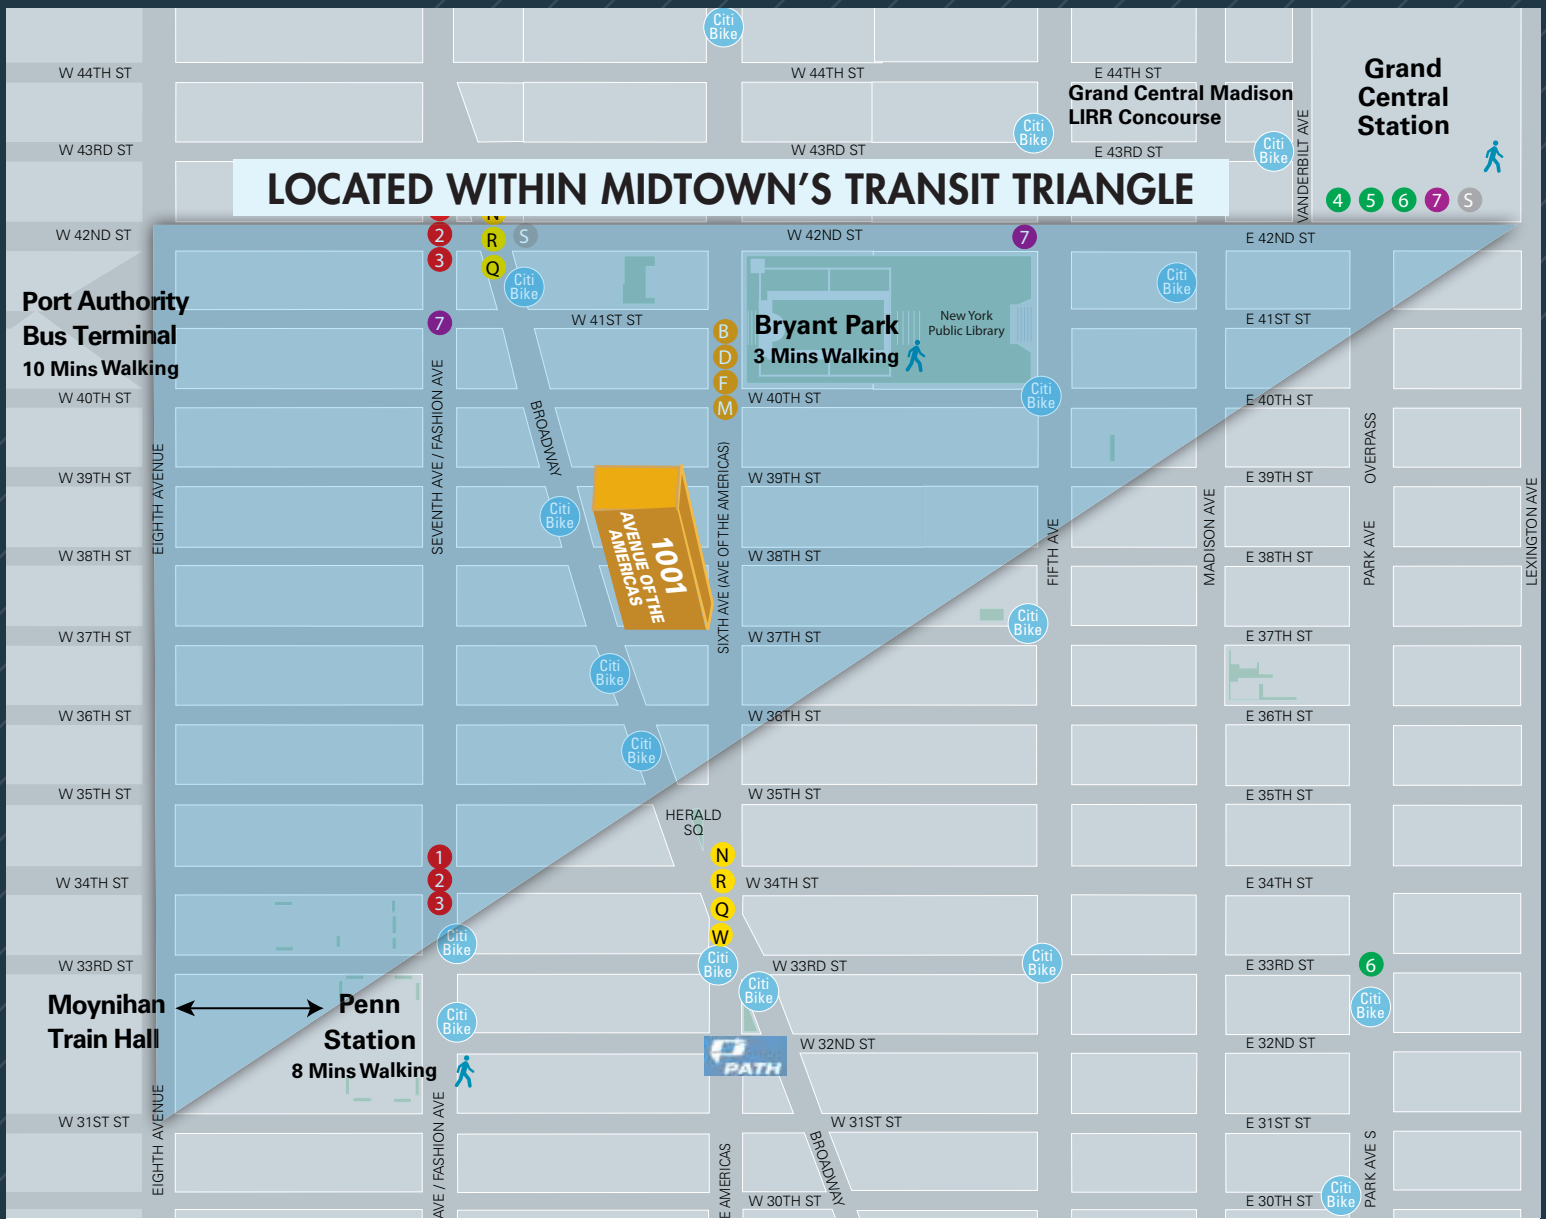 Citi
Bike
W 44TH ST
W 44TH ST
E 44TH ST
Grand
Central
Station
Grand Central Madison
LIRR Concourse
Citi
Bike
Citi
Bike
VANDERBILT AVE
W 43RD ST
W 43RD ST
E 43RD ST
LOCATED WITHIN MIDTOWN'S TRANSIT TRIANGLE
4 5 6 7 S
W 42ND ST
2
3
N
R
Q
S
W 42ND ST
7
E 42ND ST
Citi
Bike
Citi
Bike
Port Authority
Bus Terminal
10 Mins Walking
7
W 41ST ST
B
D
F
M
Bryant Park
3 Mins Walking
New York
Public Library
E 41ST ST
W 40TH ST
W 40TH ST
Citi
Bike
E 40TH ST
EIGHTH AVENUE
SEVENTH AVE / FASHION AVE
BROADWAY
SIXTH AVE (AVE OF THE AMERICAS)
FIFTH AVE
MADISON AVE
PARK AVE
OVERPASS
LEXINGTON AVE
W 39TH ST
W 39TH ST
E 39TH ST
Citi
Bike
1001
AVENUE OF THE
AMERICAS
W 38TH ST
W 38TH ST
E 38TH ST
Citi
Bike
W 37TH ST
W 37TH ST
E 37TH ST
Citi
Bike
W 36TH ST
W 36TH ST
E 36TH ST
Citi
Bike
W 35TH ST
W 35TH ST
E 35TH ST
HERALD
SQ
1
2
3
N
R
Q
W
W 34TH ST
W 34TH ST
E 34TH ST
Citi
Bike
Citi
Bike
Citi
Bike
W 33RD ST
W 33RD ST
E 33RD ST
6
Citi
Bike
Citi
Bike
Citi
Bike
Moynihan
Train Hall
Penn
Station
8 Mins Walking
PATH
W 32ND ST
E 32ND ST
W 31ST ST
W 31ST ST
E 31ST ST
EIGHTH AVENUE
AVE / FASHION AVE
E AMERICAS
BROADWAY
PARK AVE S
W 30TH ST
E 30TH ST
Citi
Bike